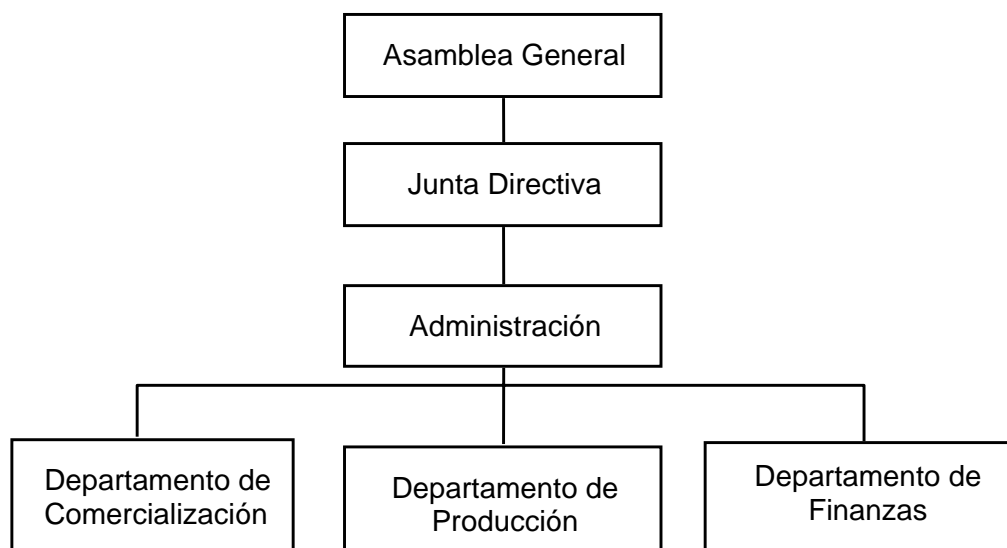 Asamblea General
Junta Directiva
Administración
Departamento de
Comercialización
Departamento de
Producción
Departamento de
Finanzas